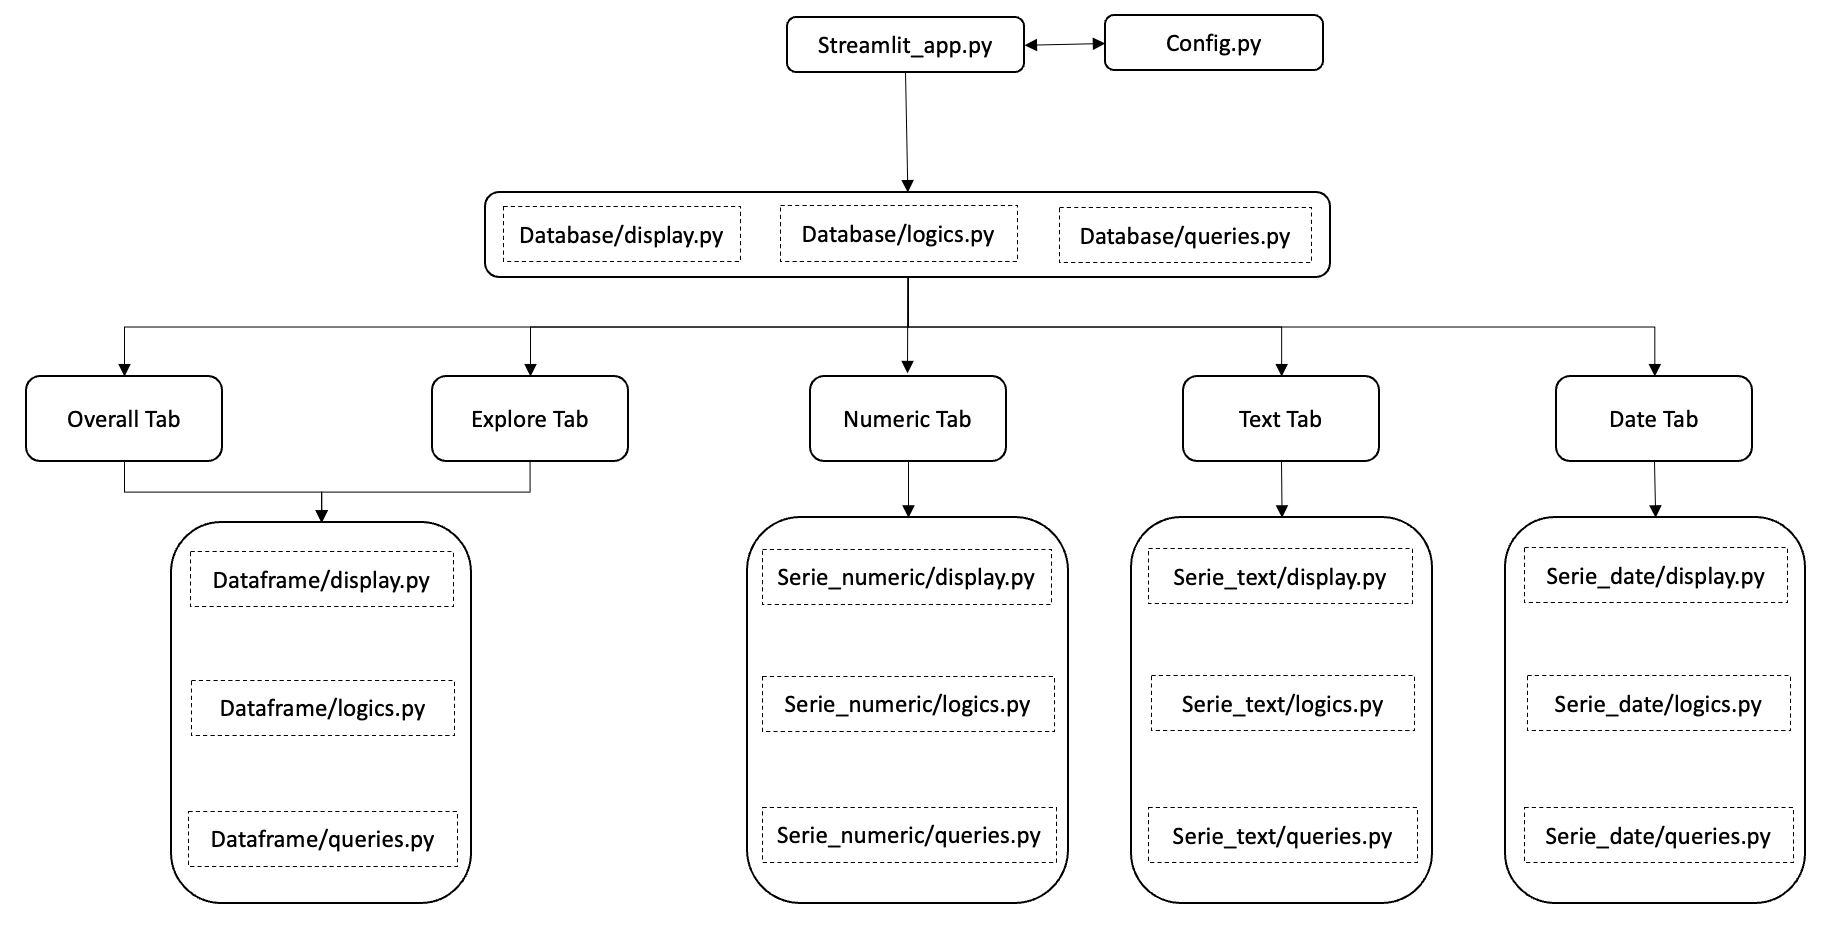 Streamlit_app.py
Config.py
Database/display.py
Database/logics.py
Database/queries.py
Overall Tab
Explore Tab
Numeric Tab
Text Tab
Date Tab
Dataframe/display.py
Dataframe/logics.py
Dataframe/queries.py
Serie_numeric/display.py
Serie_numeric/logics.py
Serie_numeric/queries.py
Serie_text/display.py
Serie_text/logics.py
Serie_text/queries.py
Serie_date/display.py
Serie_date/logics.py
Serie_date/queries.py